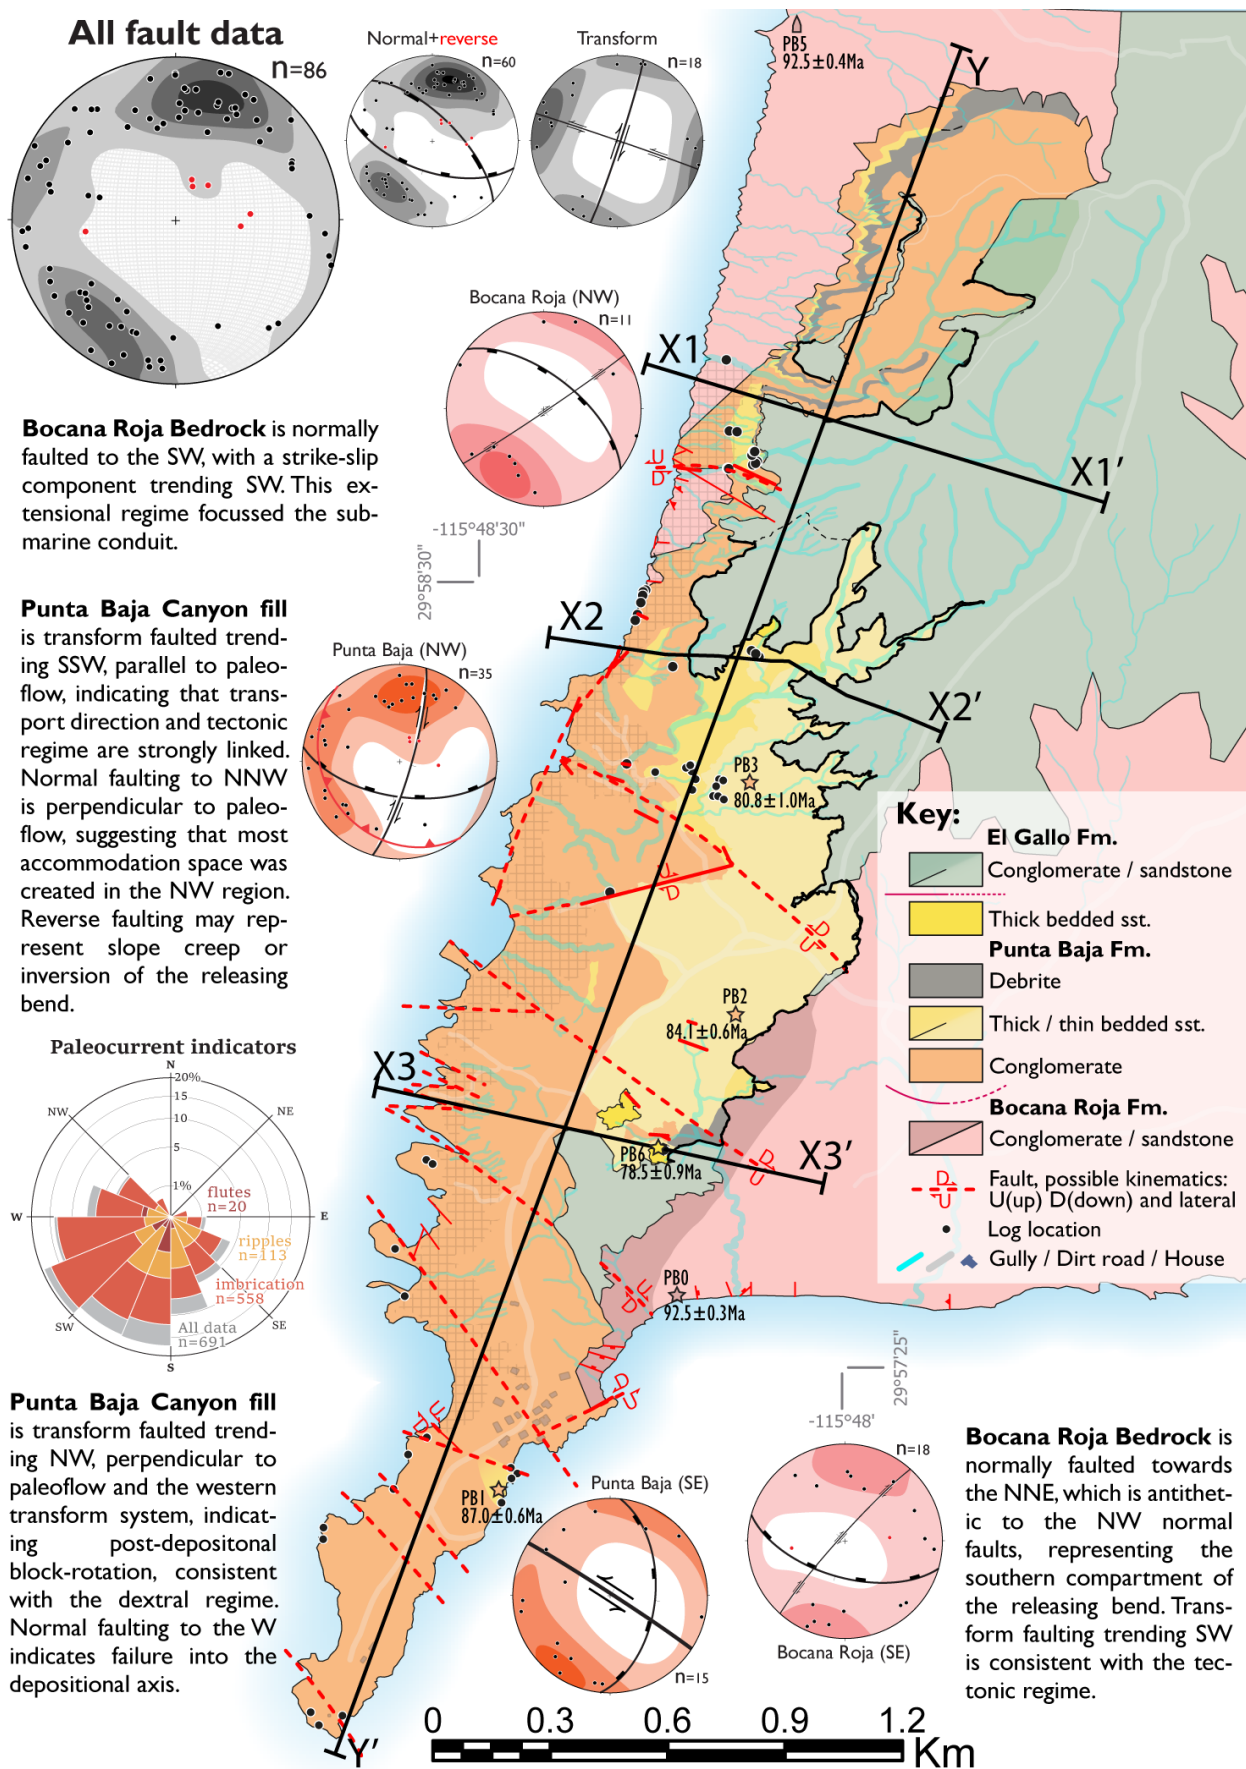 All fault data
n=86
Normal+reverse
n=60
Transform
n=18
PB5
92.5±0.4Ma
Y
Bocana Roja (NW)
n=11
X1
X1'
U
D
Bocana Roja Bedrock is normally
faulted to the SW, with a strike-slip
component trending SW. This ex-
tensional regime focussed the sub-
marine conduit.
-115°48'30"
29°58'30"
Punta Baja Canyon fill
is transform faulted trend-
ing SSW, parallel to paleo-
flow, indicating that trans-
port direction and tectonic
regime are strongly linked.
Normal faulting to NNW
is perpendicular to paleo-
flow, suggesting that most
accommodation space was
created in the NW region.
Reverse faulting may rep-
resent slope creep or
inversion of the releasing
bend.
Punta Baja (NW)
n=35
X2
X2'
PB3
80.8±1.0Ma
U
D
D
U
PB2
84.1±0.6Ma
Key:
El Gallo Fm.
Conglomerate / sandstone
Thick bedded sst.
Punta Baja Fm.
Debrite
Thick / thin bedded sst.
Conglomerate
Bocana Roja Fm.
Conglomerate / sandstone
D
U
Fault, possible kinematics:
U(up) D(down) and lateral
Log location
Gully / Dirt road / House
Paleocurrent indicators
N
20%
15
10
5
1%
NW
NE
W
E
SW
SE
S
flutes
n=20
ripples
n=113
imbrication
n=558
All data
n=691
X3
X3'
D
U
PB6
78.5±0.9Ma
PB0
92.5±0.3Ma
U
D
D
U
D
U
PB1
87.0±0.6Ma
29°57'25"
-115°48'
Punta Baja Canyon fill
is transform faulted trend-
ing NW, perpendicular to
paleoflow and the western
transform system, indicat-
ing post-depositonal
block-rotation, consistent
with the dextral regime.
Normal faulting to the W
indicates failure into the
depositional axis.
Punta Baja (SE)
n=15
n=18
Bocana Roja (SE)
Bocana Roja Bedrock is
normally faulted towards
the NNE, which is antithet-
ic to the NW normal
faults, representing the
southern compartment of
the releasing bend. Trans-
form faulting trending SW
is consistent with the tec-
tonic regime.
Y'
0 0.3 0.6 0.9 1.2
Km